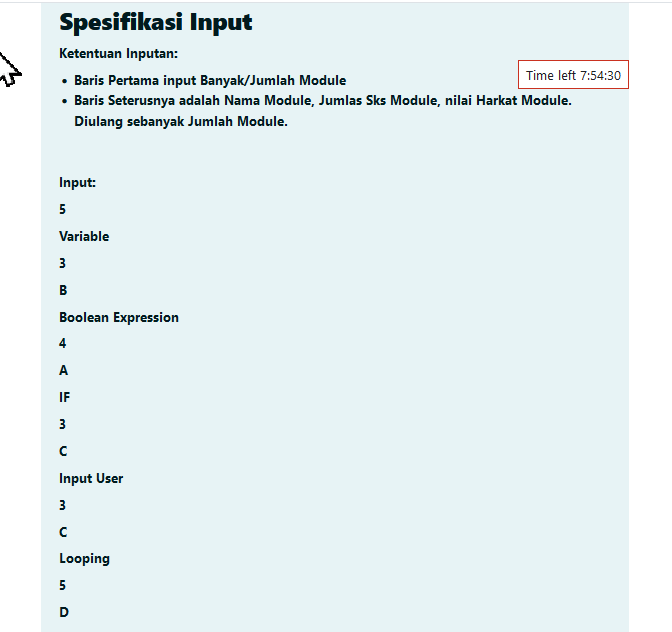 Spesifikasi Input
Ketentuan Inputan:
Time left 7:54:30
• Baris Pertama input Banyak/Jumlah Module
• Baris Seterusnya adalah Nama Module, Jumlas Sks Module, nilai Harkat Module.
Diulang sebanyak Jumlah Module.
Input:
5
Variable
3
B
Boolean Expression
4
A
IF
3
C
Input User
3
C
Looping
5
D